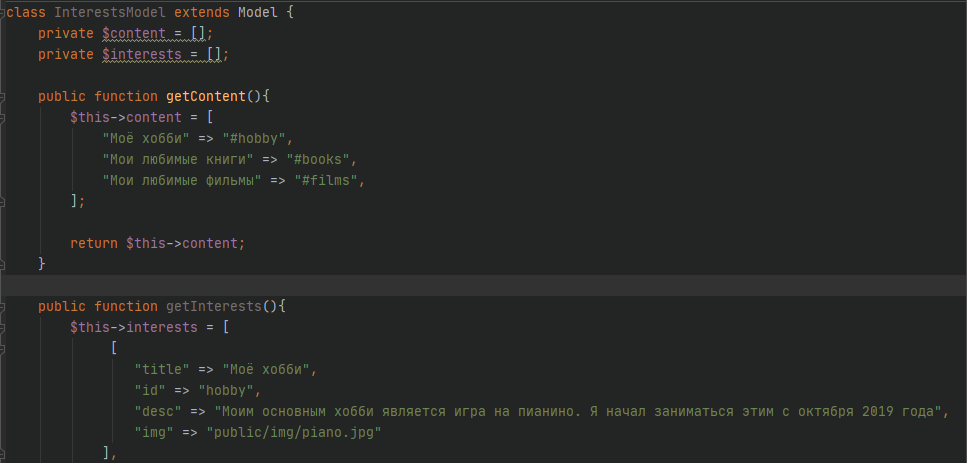 class InterestsModel extends Model {
    private $content = [];
    private $interests = [];

    public function getContent(){
        $this->content = [
            "Моё хобби" => "#hobby",
            "Мои любимые книги" => "#books",
            "Мои любимые фильмы" => "#films",
        ];

        return $this->content;
    }

    public function getInterests(){
        $this->interests = [
             [
                "title" => "Моё хобби",
                "id" => "hobby",
                "desc" => "Моим основным хобби является игра на пианино. Я начал заниматься этим с октября 2019 года",
                "img" => "public/img/piano.jpg"
            ],